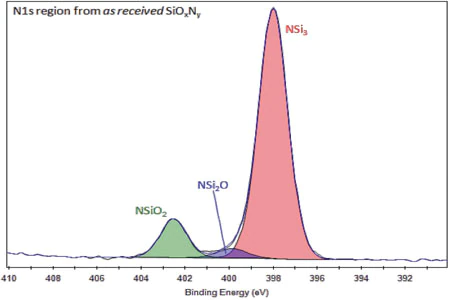 N1s region from as received SiOₓNᵧ
NSi₃
NSi₂O
NSiO₂
410 408 406 404 402 400 398 396 394 392
Binding Energy (eV)